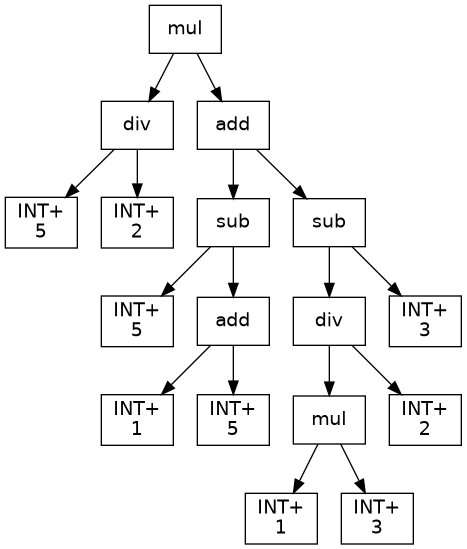 mul
div
add
INT+
5
INT+
2
sub
sub
INT+
5
add
div
INT+
3
INT+
1
INT+
5
mul
INT+
2
INT+
1
INT+
3